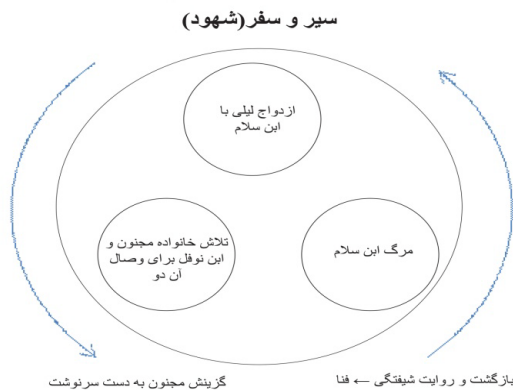 سیر و سفر(شهود)
ازدواج لیلی با
ابن سلام
تلاش خانواده مجنون و
ابن نوفل برای وصال
آن دو
مرگ ابن سلام
بازگشت و روایت شیفتگی ← فنا
گزینش مجنون به دست سرنوشت